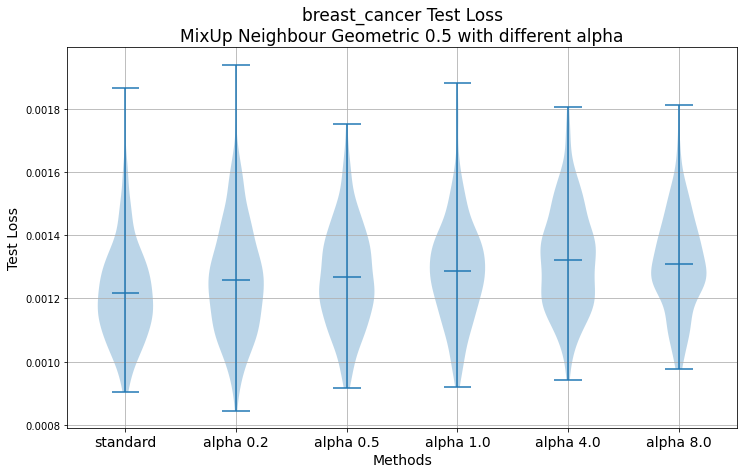 breast_cancer Test Loss
MixUp Neighbour Geometric 0.5 with different alpha
Test Loss
0.0018
0.0016
0.0014
0.0012
0.0010
0.0008
standard alpha 0.2 alpha 0.5 alpha 1.0 alpha 4.0 alpha 8.0
Methods